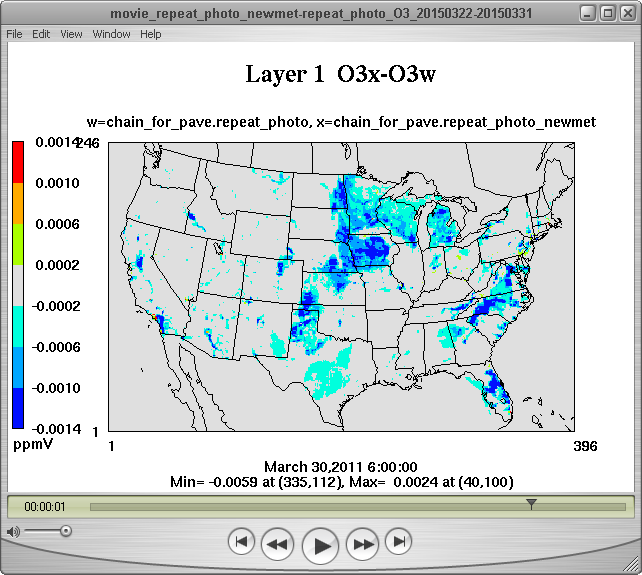 movie_repeat_photo_newmet-repeat_photo_O3_20150322-20150331
File Edit View Window Help
Layer 1 O3x-O3w
w=chain_for_pave.repeat_photo, x=chain_for_pave.repeat_photo_newmet
0.0014
246
0.0010
0.0006
0.0002
-0.0002
-0.0006
-0.0010
-0.0014
1
ppmV
1
396
March 30,2011 6:00:00
Min= -0.0059 at (335,112), Max= 0.0024 at (40,100)
00:00:01